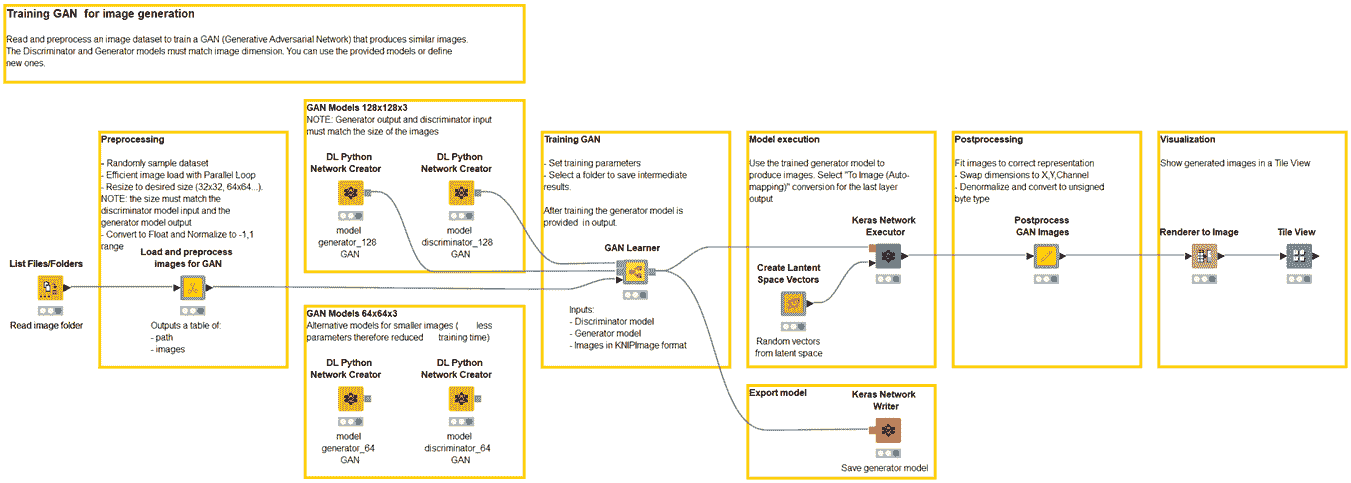 Training GAN for image generation
Read and preprocess an image dataset to train a GAN (Generative Adversarial Network) that produces similar images.
The Discriminator and Generator models must match image dimension. You can use the provided models or define
new ones.
List Files/Folders
Read image folder
Preprocessing
- Randomly sample dataset
- Efficient image load with Parallel Loop
- Resize to desired size (32x32, 64x64...).
NOTE: the size must match the
discriminator model input and the
generator model output
- Convert to Float and Normalize to -1,1
range
Load and preprocess
images for GAN
Outputs a table of:
- path
- images
GAN Models 128x128x3
NOTE: Generator output and discriminator input
must match the size of the images
DL Python
Network Creator
model
generator_128
GAN
DL Python
Network Creator
model
discriminator_128
GAN
GAN Models 64x64x3
Alternative models for smaller images ( less
parameters therefore reduced training time)
DL Python
Network Creator
model
generator_64
GAN
DL Python
Network Creator
model
discriminator_64
GAN
Training GAN
- Set training parameters
- Select a folder to save intermediate
results.
After training the generator model is
provided in output.
GAN Learner
Inputs:
- Discriminator model
- Generator model
- Images in KNIPImage format
Model execution
Use the trained generator model to
produce images. Select "To Image (Auto-
mapping)" conversion for the last layer
output
Keras Network
Executor
Create Lantent
Space Vectors
Random vectors
from latent space
Export model
Keras Network
Writer
Save generator model
Postprocessing
Fit images to correct representation
- Swap dimensions to X,Y,Channel
- Denormalize and convert to unsigned
byte type
Postprocess
GAN Images
Visualization
Show generated images in a Tile View
Renderer to Image
Tile View